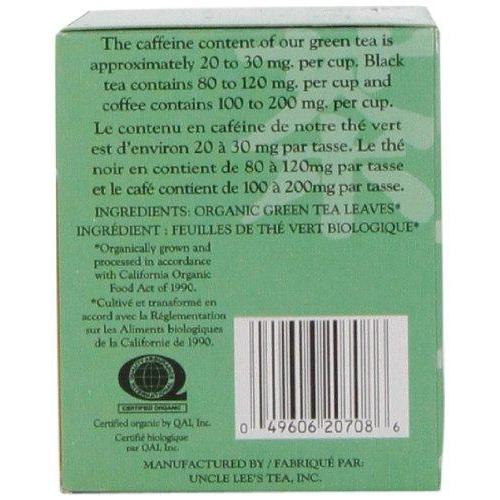 The caffeine content of our green tea is
approximately 20 to 30 mg. per cup. Black
tea contains 80 to 120 mg. per cup and
coffee contains 100 to 200 mg. per cup.
Le contenu en caféine de notre thé vert
est d'environ 20 à 30 mg par tasse. Le thé
noir en contient de 80 à 120mg par tasse
et le café contient de 100 à 200mg par tasse.
INGREDIENTS: ORGANIC GREEN TEA LEAVES*
INGRÉDIENT : FEUILLES DE THÉ VERT BIOLOGIQUE*
*Organically grown and
processed in accordance
with California Organic
Food Act of 1990.
*Cultivé et transformé en
accord avec la Réglementation
sur les Aliments biologiques
de la Californie de 1990.
CERTIFIED ORGANIC
Certified organic by QAI, Inc.
Certifié biologique
par QAI, Inc.
0 49606 20708 6
MANUFACTURED BY / FABRIQUÉ PAR:
UNCLE LEE'S TEA, INC.